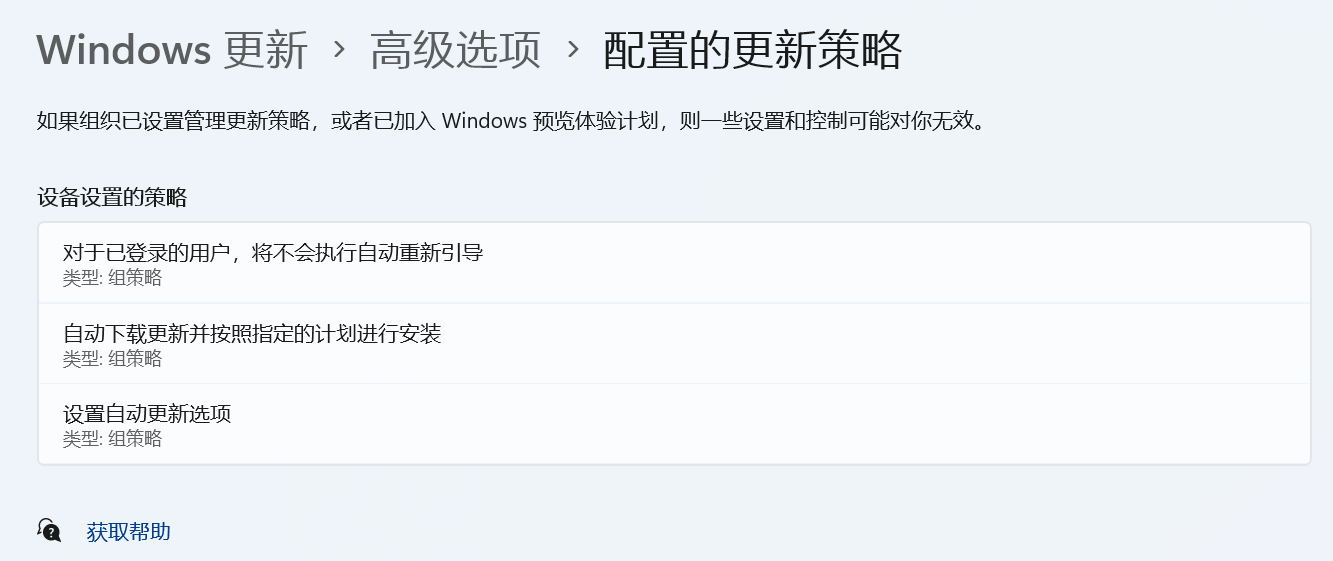 Windows 更新 › 高级选项 › 配置的更新策略
如果组织已设置管理更新策略，或者已加入 Windows 预览体验计划，则一些设置和控制可能对你无效。
设备设置的策略
对于已登录的用户，将不会执行自动重新引导
类型: 组策略
自动下载更新并按照指定的计划进行安装
类型: 组策略
设置自动更新选项
类型: 组策略
获取帮助